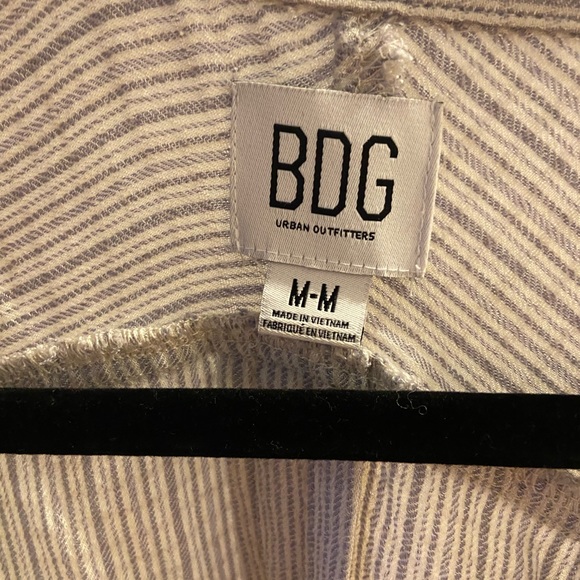 BDG
URBAN OUTFITTERS
M-M
MADE IN VIETNAM
FABRIQUÉ EN VIETNAM